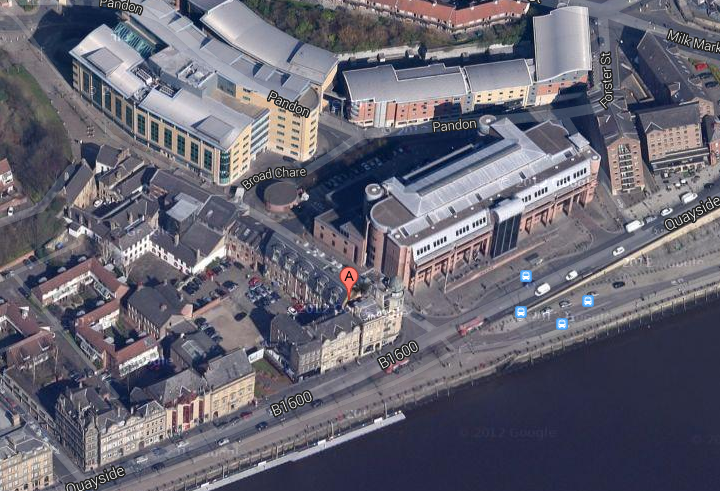 Pandon
Milk Mark
Forster St
Pandon
Pandon
Broad Chare
Quayside
A
B1600
B1600
© 2012 Google
Quayside